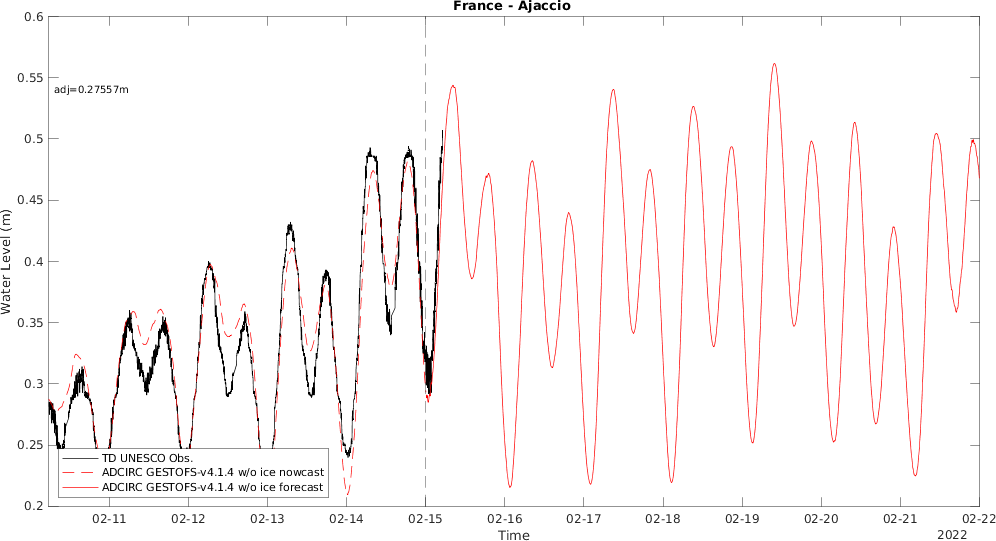 France - Ajaccio
0.6
0.55
adj=0.27557m
0.5
0.45
0.4
Water Level (m)
0.35
0.3
0.25
0.2
TD UNESCO Obs.
ADCIRC GESTOFS-v4.1.4 w/o ice nowcast
ADCIRC GESTOFS-v4.1.4 w/o ice forecast
02-11 02-12 02-13 02-14 02-15 02-16 02-17 02-18 02-19 02-20 02-21 02-22
Time
2022